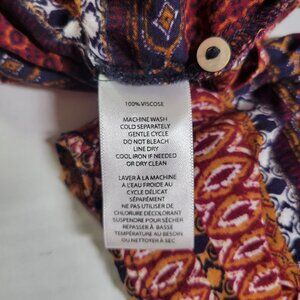 100% VISCOSE
MACHINE WASH
COLD SEPARATELY
GENTLE CYCLE
DO NOT BLEACH
LINE DRY
COOL IRON IF NEEDED
OR DRY CLEAN
LAVER À LA MACHINE
A L'EAU FROIDE AU
CYCLE DÉLICAT
SÉPARÉMENT
NE PAS UTILISER DE
CHLORURE DÉCOLORANT
SUSPENDRE POUR SÉCHER
REPASSER À BASSE
TEMPÉRATURE AU BESOIN
OU NETTOYER À SEC